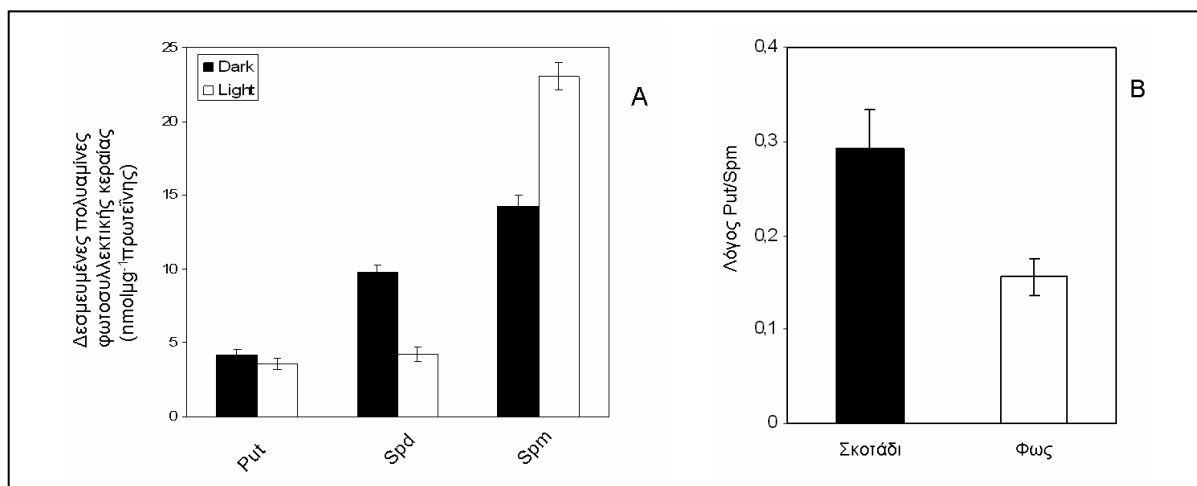 25
20
15
10
5
0
Dark
Light
A
Δεσμευμένες πολυαμίνες
φωτοσυλλεκτικής κεραίας
(nmolmg-1πρωτεΐνης)
Put
Spd
Spm
0,4
0,3
0,2
0,1
0
B
Λόγος Put/Spm
Σκοτάδι
Φως